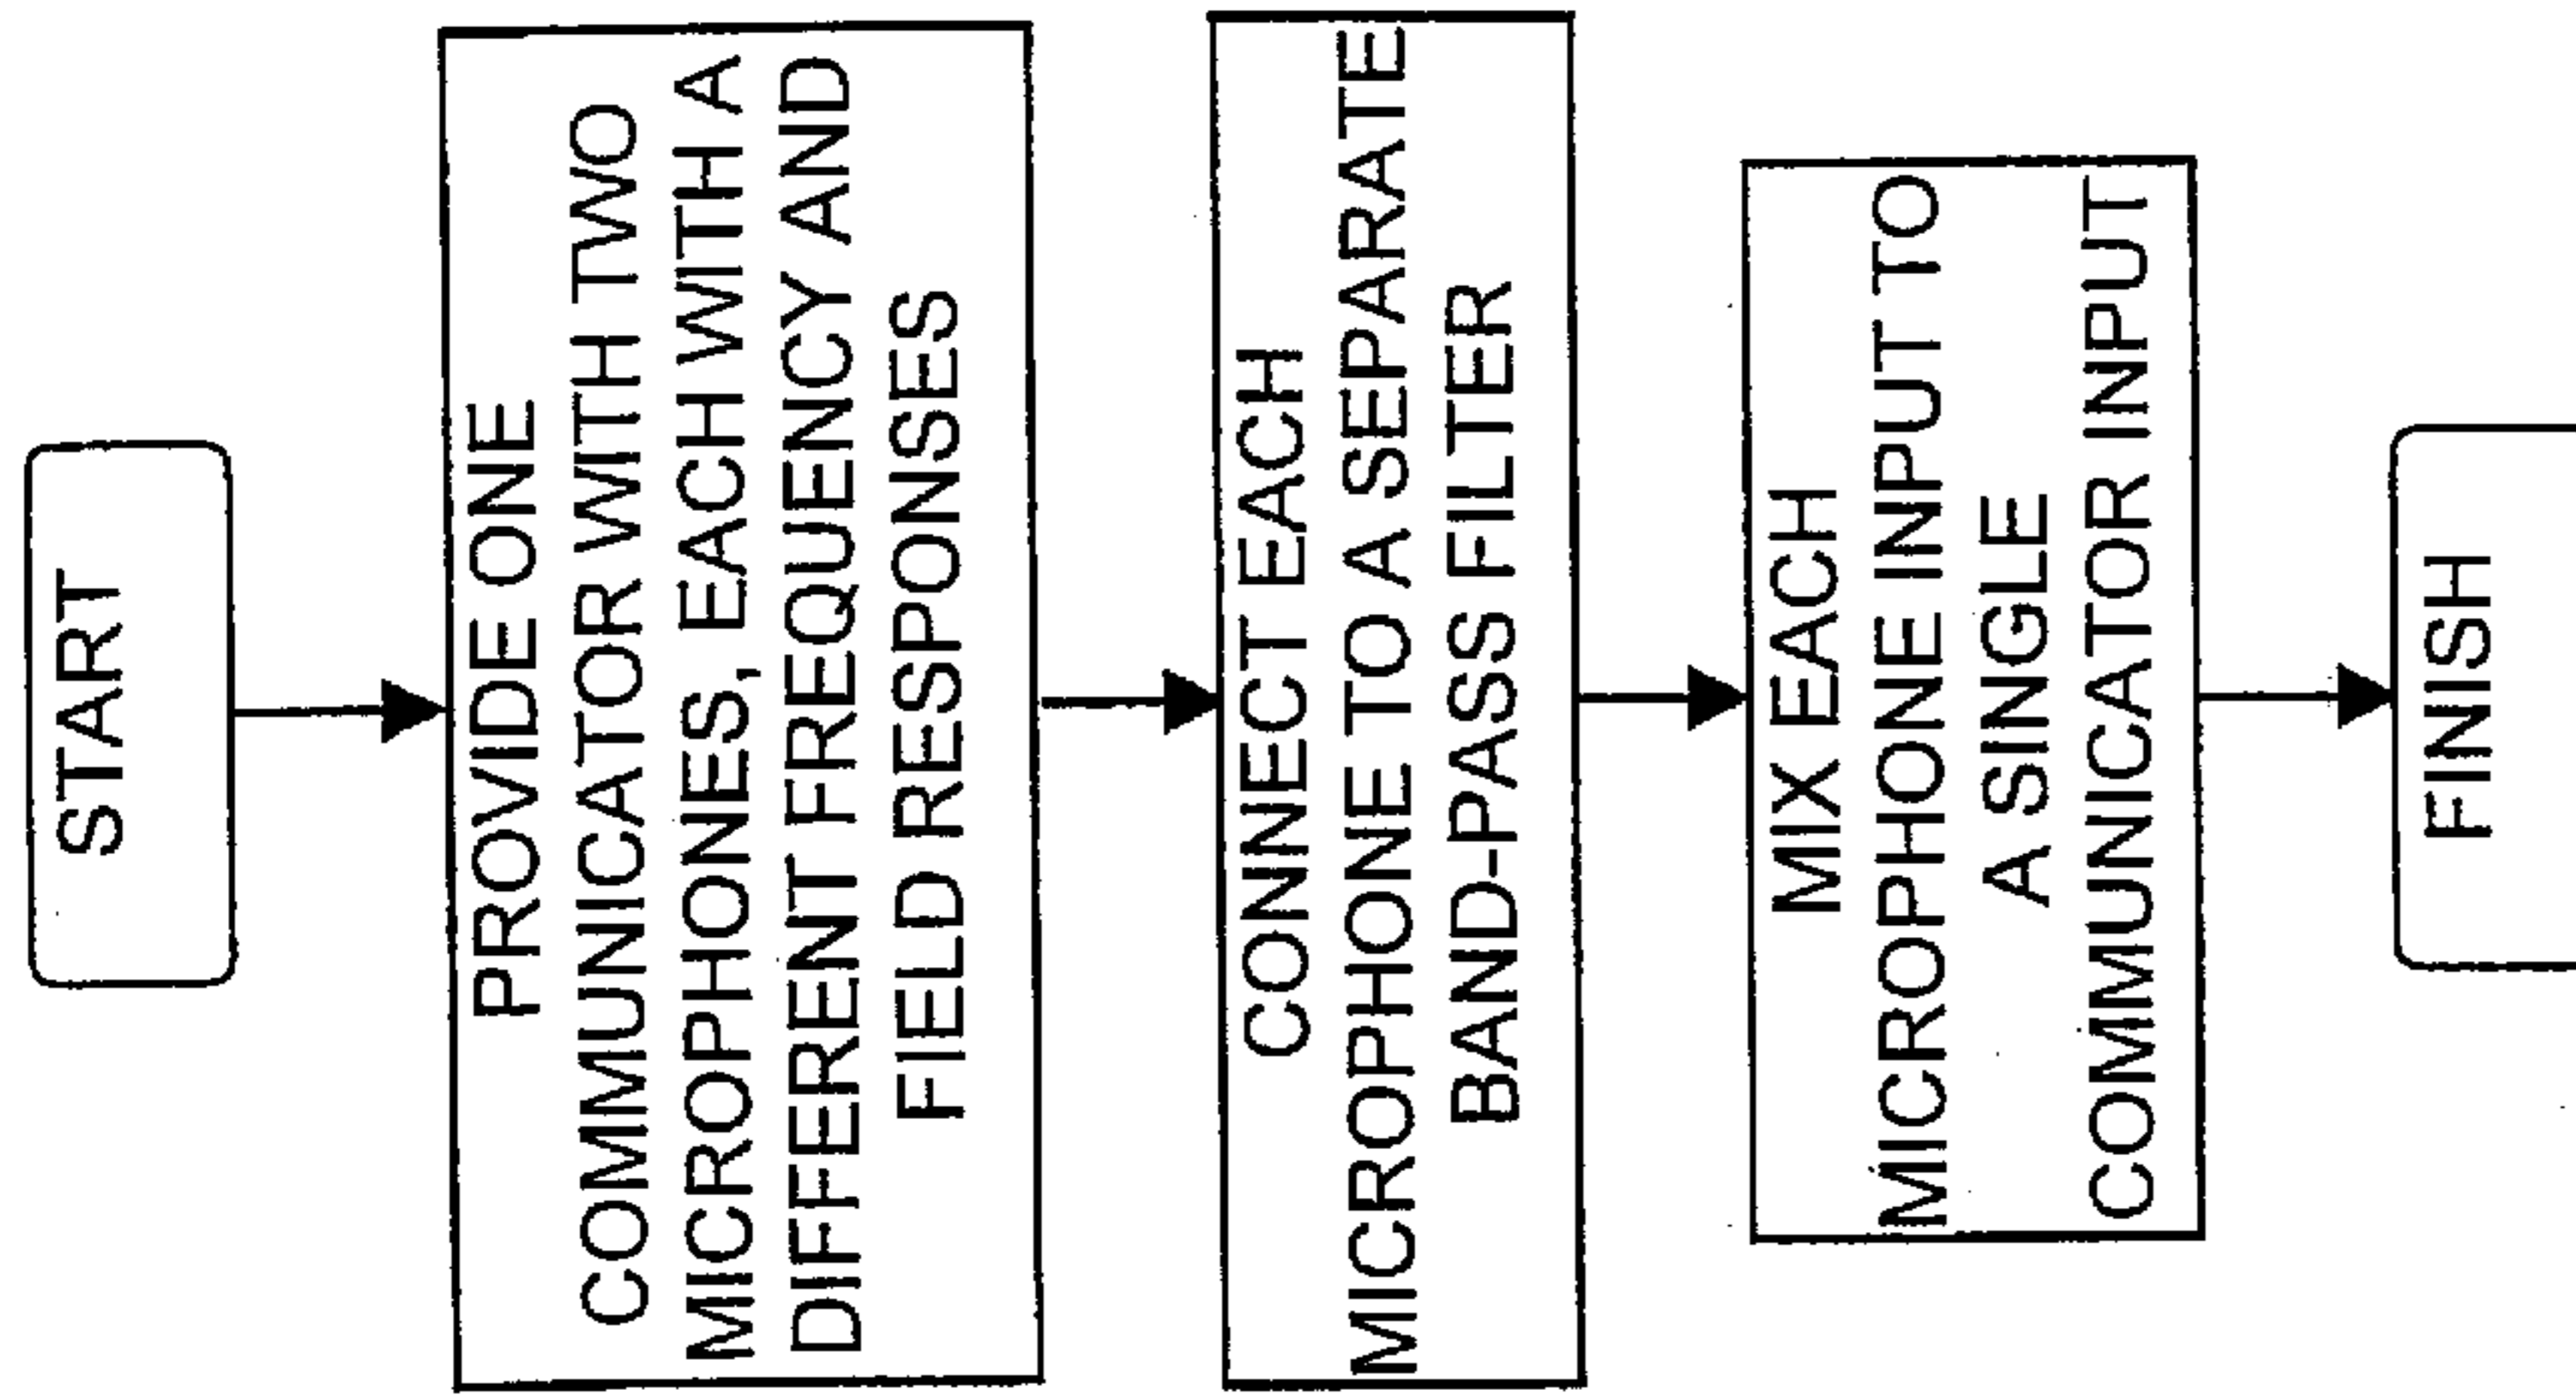 START
PROVIDE ONE
COMMUNICATOR WITH TWO
MICROPHONES, EACH WITH A
DIFFERENT FREQUENCY AND
FIELD RESPONSES
CONNECT EACH
MICROPHONE TO A SEPARATE
BAND-PASS FILTER
MIX EACH
MICROPHONE INPUT TO
A SINGLE
COMMUNICATOR INPUT
FINISH